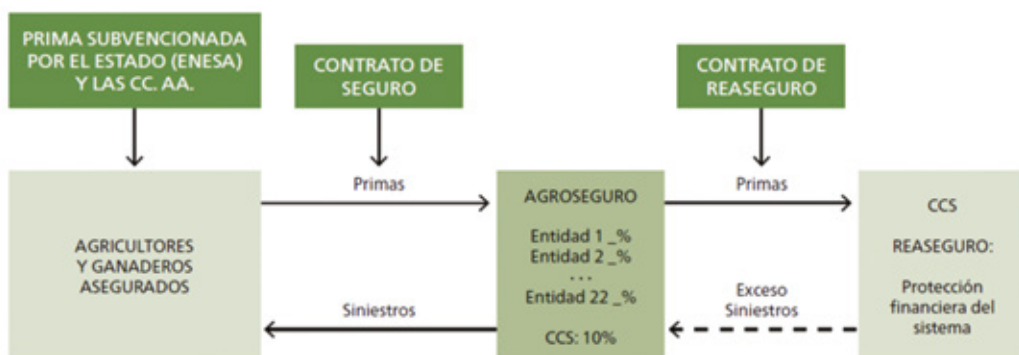 PRIMA SUBVENCIONADA
POR EL ESTADO (ENESA)
Y LAS CC. AA.
CONTRATO DE
SEGURO
CONTRATO DE
REASEGURO
AGRICULTORES
Y GANADEROS
ASEGURADOS
Primas
Siniestros
AGROSEGURO
Entidad 1 _%
Entidad 2 _%
...
Entidad 22 _%
CCS: 10%
Primas
Exceso
Siniestros
CCS
REASEGURO:
Protección
financiera del
sistema